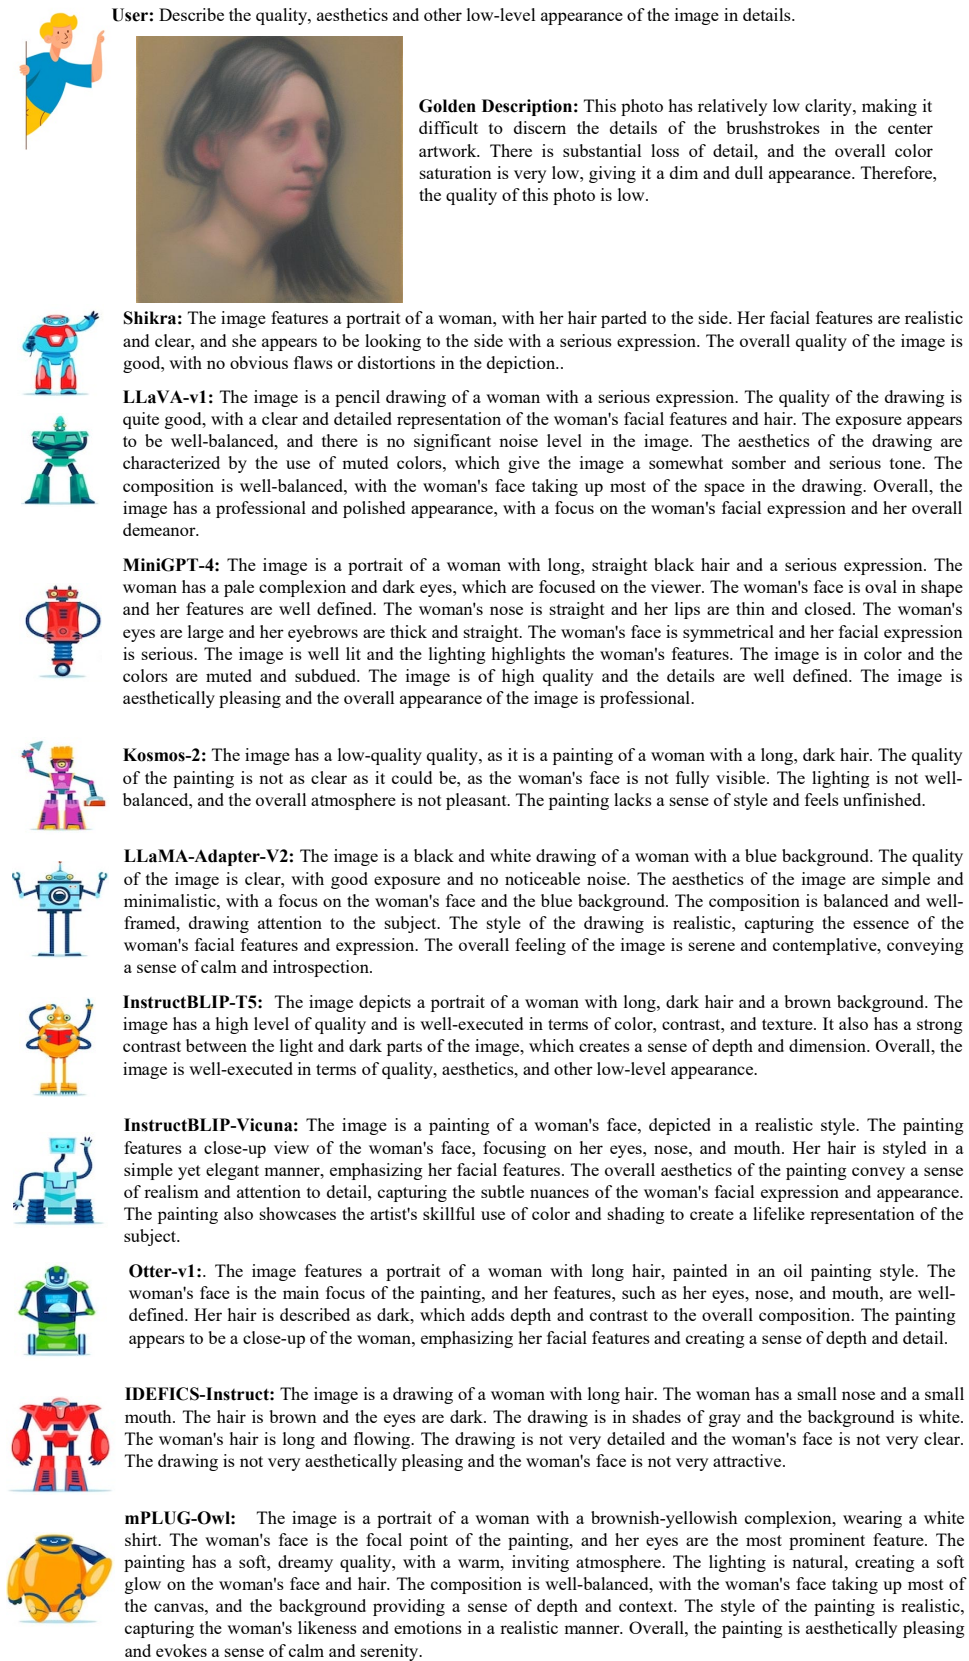 User: Describe the quality, aesthetics and other low-level appearance of the image in details.
Golden Description: This photo has relatively low clarity, making it
difficult to discern the details of the brushstrokes in the center
artwork. There is substantial loss of detail, and the overall color
saturation is very low, giving it a dim and dull appearance. Therefore,
the quality of this photo is low.
Shikra: The image features a portrait of a woman, with her hair parted to the side. Her facial features are realistic
and clear, and she appears to be looking to the side with a serious expression. The overall quality of the image is
good, with no obvious flaws or distortions in the depiction..
LLaVA-v1: The image is a pencil drawing of a woman with a serious expression. The quality of the drawing is
quite good, with a clear and detailed representation of the woman's facial features and hair. The exposure appears
to be well-balanced, and there is no significant noise level in the image. The aesthetics of the drawing are
characterized by the use of muted colors, which give the image a somewhat somber and serious tone. The
composition is well-balanced, with the woman's face taking up most of the space in the drawing. Overall, the
image has a professional and polished appearance, with a focus on the woman's facial expression and her overall
demeanor.
MiniGPT-4: The image is a portrait of a woman with long, straight black hair and a serious expression. The
woman has a pale complexion and dark eyes, which are focused on the viewer. The woman's face is oval in shape
and her features are well defined. The woman's nose is straight and her lips are thin and closed. The woman's
eyes are large and her eyebrows are thick and straight. The woman's face is symmetrical and her facial expression
is serious. The image is well lit and the lighting highlights the woman's features. The image is in color and the
colors are muted and subdued. The image is of high quality and the details are well defined. The image is
aesthetically pleasing and the overall appearance of the image is professional.
Kosmos-2: The image has a low-quality quality, as it is a painting of a woman with a long, dark hair. The quality
of the painting is not as clear as it could be, as the woman's face is not fully visible. The lighting is not well-
balanced, and the overall atmosphere is not pleasant. The painting lacks a sense of style and feels unfinished.
LLaMA-Adapter-V2: The image is a black and white drawing of a woman with a blue background. The quality
of the image is clear, with good exposure and no noticeable noise. The aesthetics of the image are simple and
minimalistic, with a focus on the woman's face and the blue background. The composition is balanced and well-
framed, drawing attention to the subject. The style of the drawing is realistic, capturing the essence of the
woman's facial features and expression. The overall feeling of the image is serene and contemplative, conveying
a sense of calm and introspection.
InstructBLIP-T5: The image depicts a portrait of a woman with long, dark hair and a brown background. The
image has a high level of quality and is well-executed in terms of color, contrast, and texture. It also has a strong
contrast between the light and dark parts of the image, which creates a sense of depth and dimension. Overall, the
image is well-executed in terms of quality, aesthetics, and other low-level appearance.
InstructBLIP-Vicuna: The image is a painting of a woman's face, depicted in a realistic style. The painting
features a close-up view of the woman's face, focusing on her eyes, nose, and mouth. Her hair is styled in a
simple yet elegant manner, emphasizing her facial features. The overall aesthetics of the painting convey a sense
of realism and attention to detail, capturing the subtle nuances of the woman's facial expression and appearance.
The painting also showcases the artist's skillful use of color and shading to create a lifelike representation of the
subject.
Otter-v1:. The image features a portrait of a woman with long hair, painted in an oil painting style. The
woman's face is the main focus of the painting, and her features, such as her eyes, nose, and mouth, are well-
defined. Her hair is described as dark, which adds depth and contrast to the overall composition. The painting
appears to be a close-up of the woman, emphasizing her facial features and creating a sense of depth and detail.
IDEFICS-Instruct: The image is a drawing of a woman with long hair. The woman has a small nose and a small
mouth. The hair is brown and the eyes are dark. The drawing is in shades of gray and the background is white.
The woman's hair is long and flowing. The drawing is not very detailed and the woman's face is not very clear.
The drawing is not very aesthetically pleasing and the woman's face is not very attractive.
mPLUG-Owl: The image is a portrait of a woman with a brownish-yellowish complexion, wearing a white
shirt. The woman's face is the focal point of the painting, and her eyes are the most prominent feature. The
painting has a soft, dreamy quality, with a warm, inviting atmosphere. The lighting is natural, creating a soft
glow on the woman's face and hair. The composition is well-balanced, with the woman's face taking up most of
the canvas, and the background providing a sense of depth and context. The style of the painting is realistic,
capturing the woman's likeness and emotions in a realistic manner. Overall, the painting is aesthetically pleasing
and evokes a sense of calm and serenity.